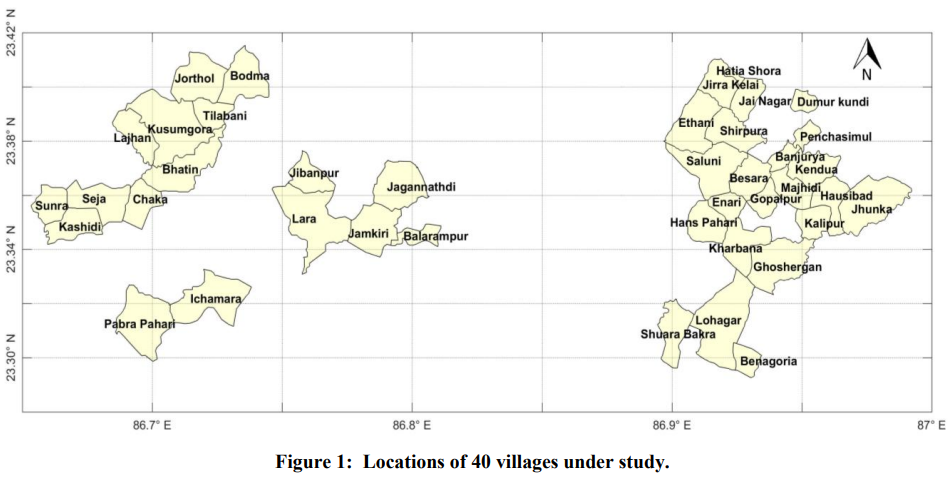 23.42° N
23.38° N
23.34° N
23.30° N
Jorthol
Bodma
Tilabani
Kusumgora
Lajhan
Bhatin
Sunra
Seja
Chaka
Kashidi
Jibanpur
Jagannathdi
Lara
Jamkiri
Balarampur
Ichamara
Pabra Pahari
Hatia Shora
Jirra Kelai
Jai Nagar
Dumur kundi
Ethani
Shirpura
Penchasimul
Saluni
Banjurya
Kendua
Besara
Majhidi
Enari
Gopalpur
Hausibad
Jhunka
Hans Pahari
Kalipur
Kharbana
Ghoshergan
Lohagar
Shuara Bakra
Benagoria
N
86.7° E
86.8° E
86.9° E
87° E
Figure 1: Locations of 40 villages under study.